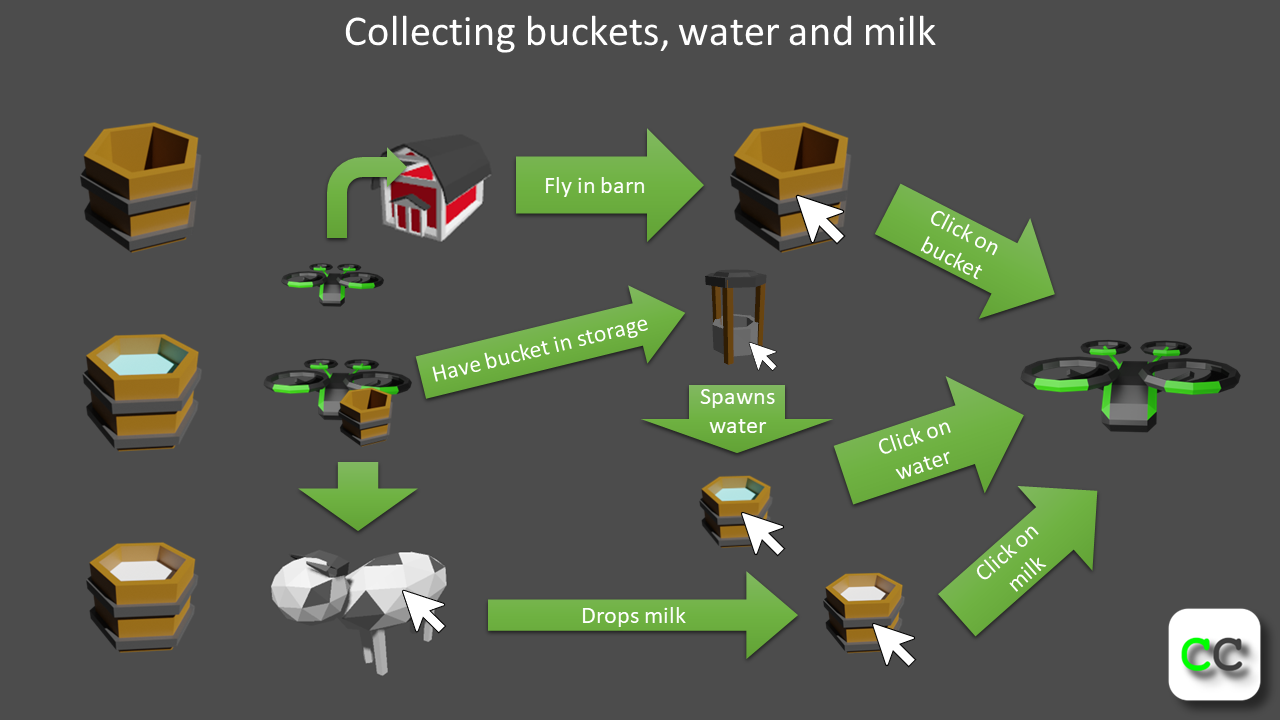 Collecting buckets, water and milk
Fly in barn
Click on
bucket
Have bucket in storage
Spawns
water
Click on
water
Click on
milk
Drops milk
CC